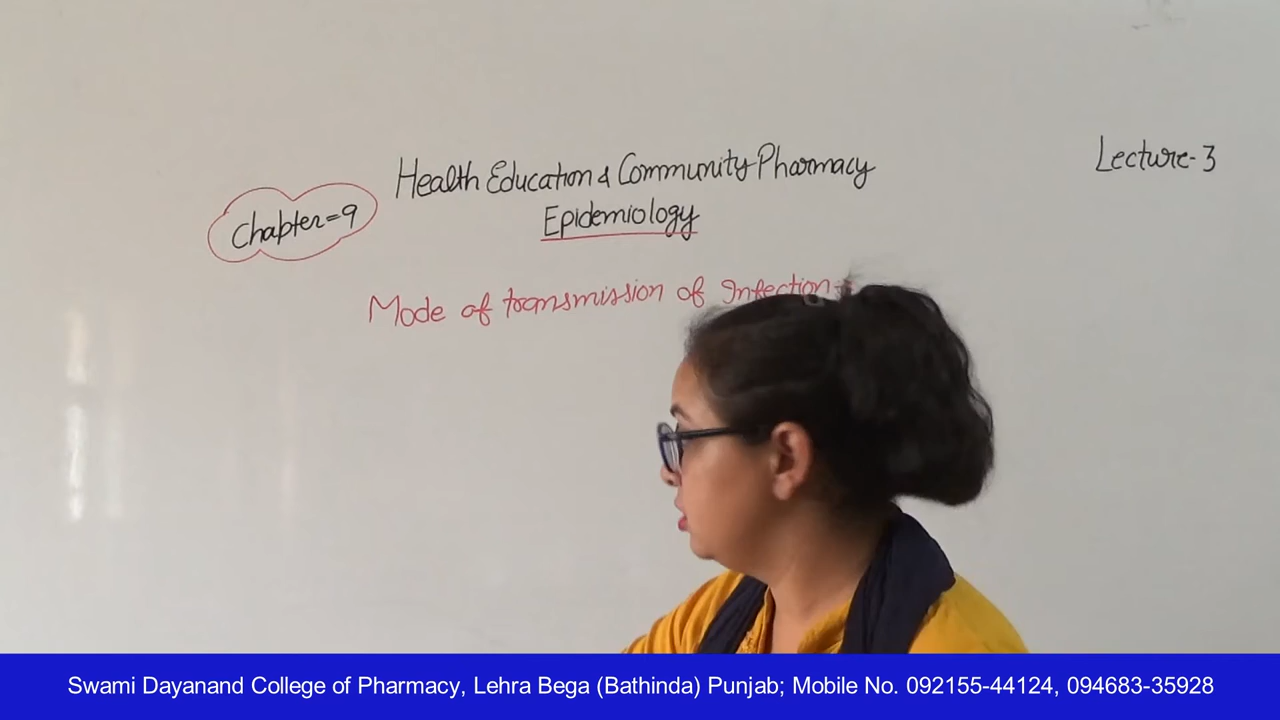 Lecture-3
Health Education & Community Pharmacy
Chapter=9
Epidemiology
Mode of transmission of Infection:-
Swami Dayanand College of Pharmacy, Lehra Bega (Bathinda) Punjab; Mobile No. 092155-44124, 094683-35928